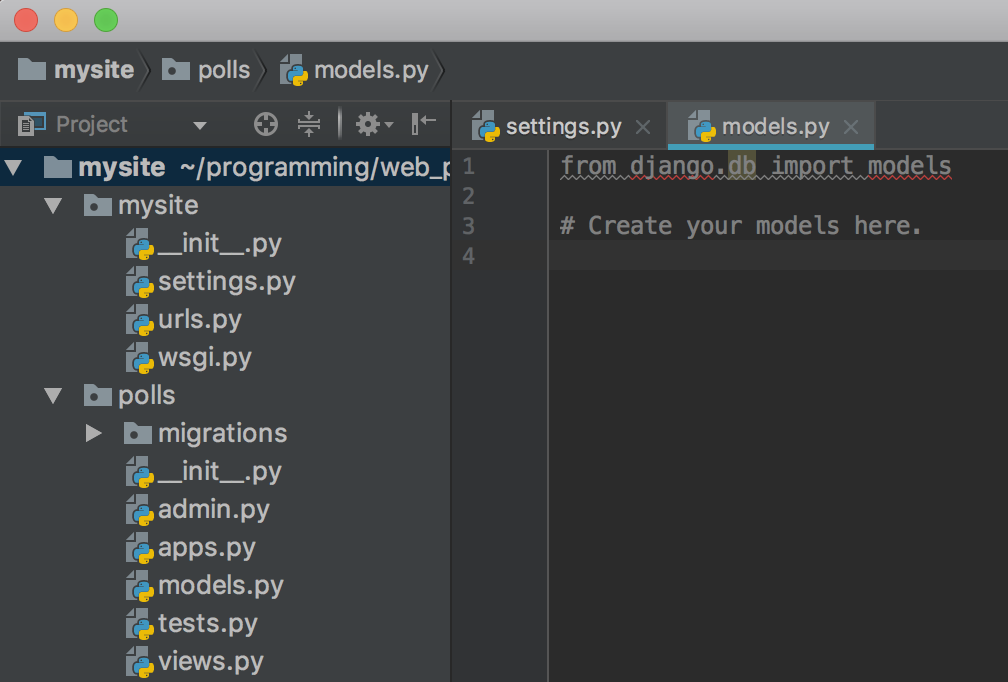 mysite polls models.py
Project
settings.py models.py
mysite ~/programming/web_p
mysite
__init__.py
settings.py
urls.py
wsgi.py
polls
migrations
__init__.py
admin.py
apps.py
models.py
tests.py
views.py
1 from django.db import models
2
3 # Create your models here.
4